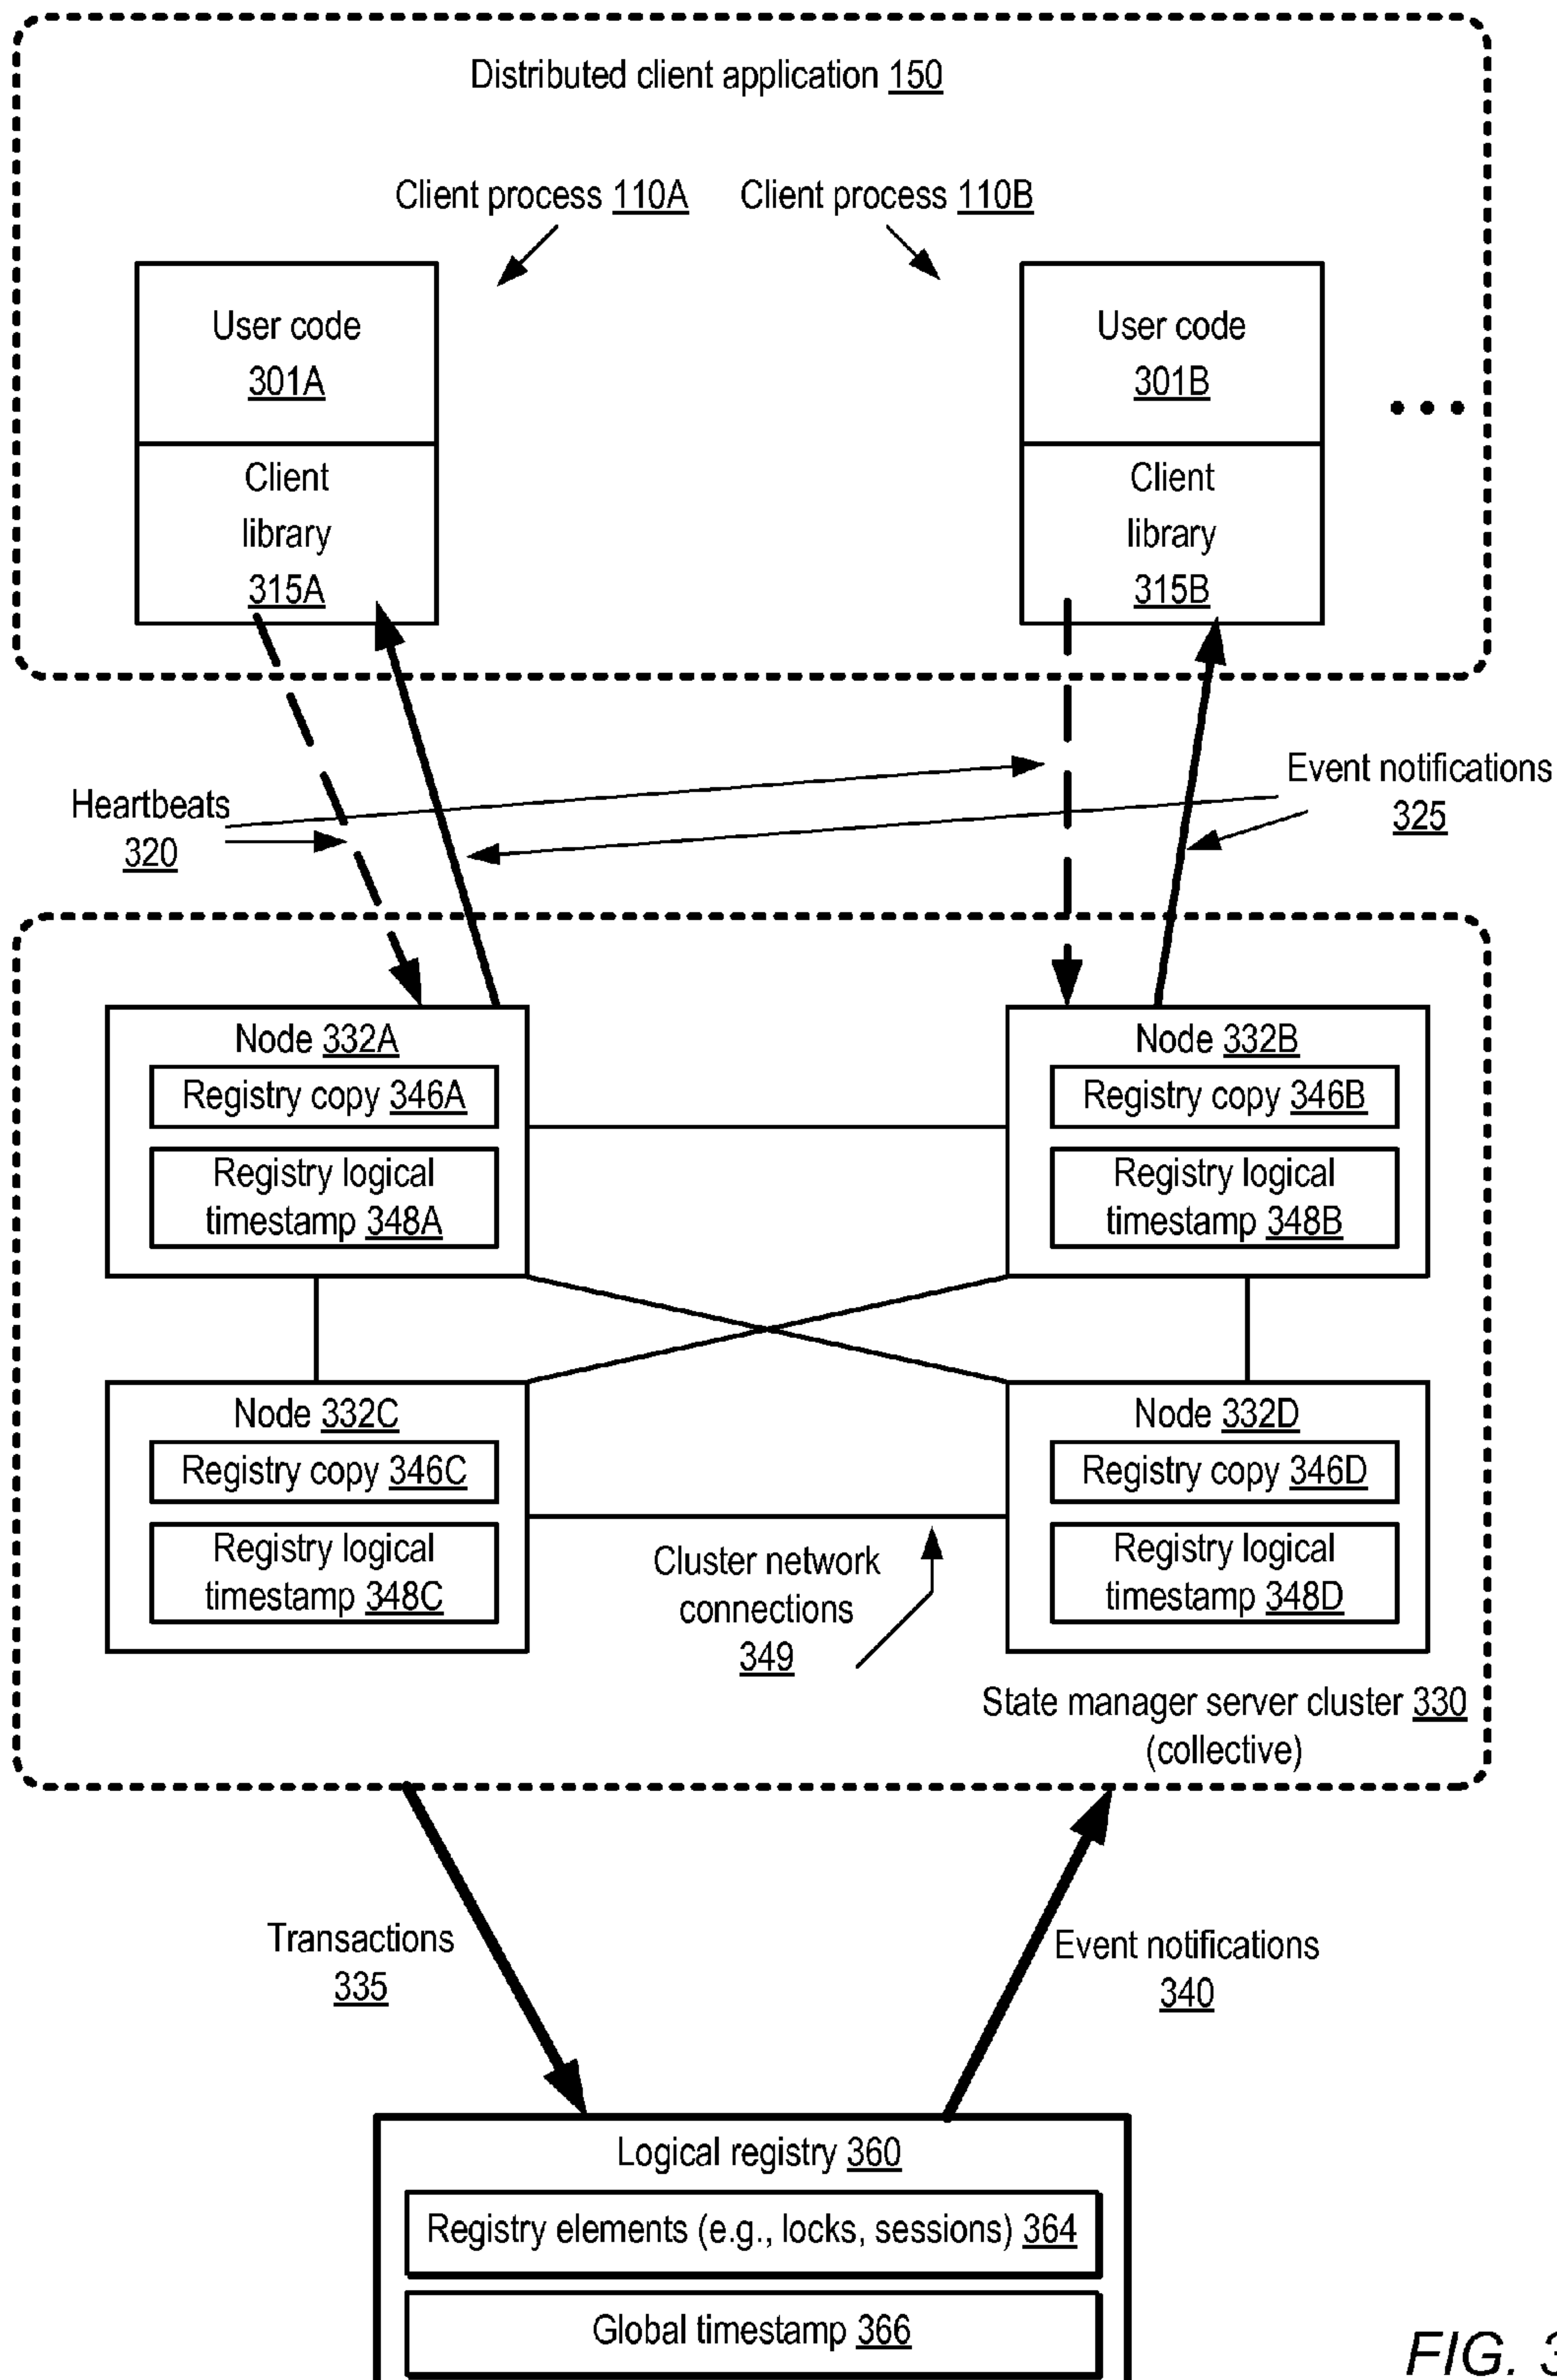 Distributed client application 150
Client process 110A
Client process 110B
User code
301A
Client
library
315A
User code
301B
Client
library
315B
...
Heartbeats
320
Event notifications
325
Node 332A
Registry copy 346A
Registry logical
timestamp 348A
Node 332B
Registry copy 346B
Registry logical
timestamp 348B
Node 332C
Registry copy 346C
Registry logical
timestamp 348C
Node 332D
Registry copy 346D
Registry logical
timestamp 348D
Cluster network
connections
349
State manager server cluster 330
(collective)
Transactions
335
Event notifications
340
Logical registry 360
Registry elements (e.g., locks, sessions) 364
Global timestamp 366
FIG. 3